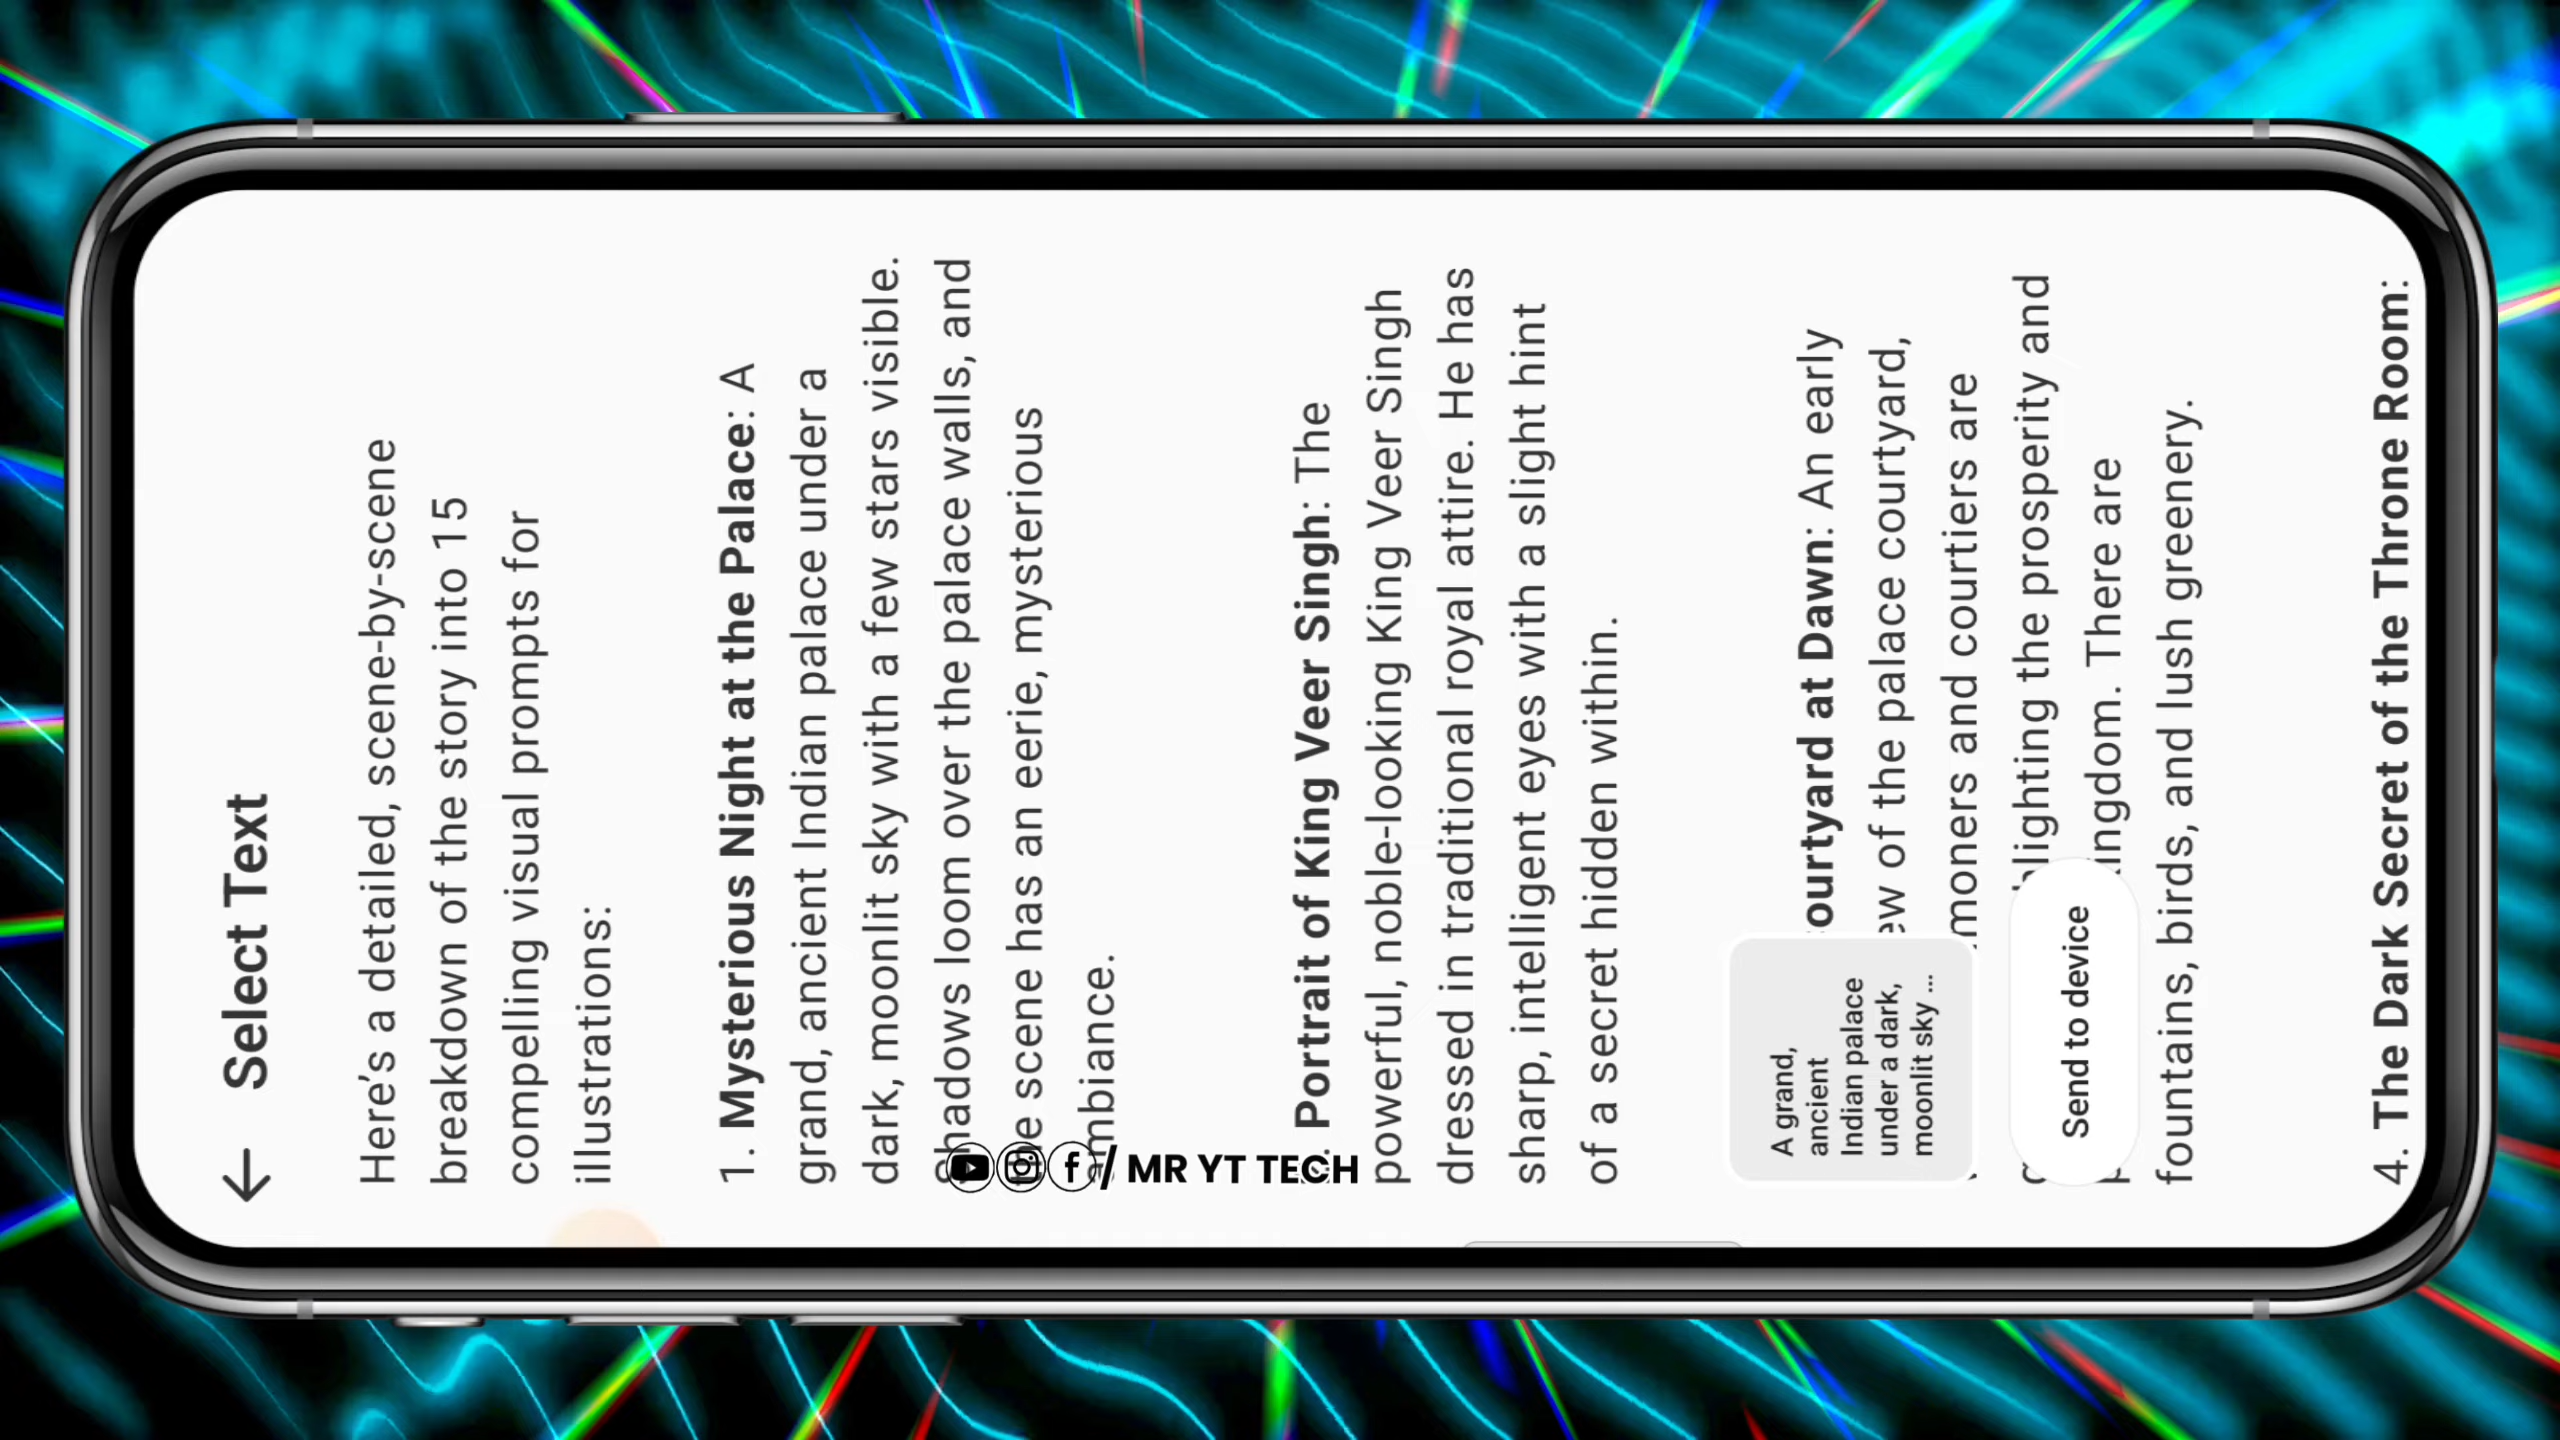 Select Text
Here's a detailed, scene-by-scene
breakdown of the story into 15
compelling visual prompts for
illustrations:
1. Mysterious Night at the Palace: A
grand, ancient Indian palace under a
dark, moonlit sky with a few stars visible.
shadows loom over the palace walls, and
the scene has an eerie, mysterious
ambiance.
Portrait of King Veer Singh: The
powerful, noble-looking King Veer Singh
dressed in traditional royal attire. He has
sharp, intelligent eyes with a slight hint
of a secret hidden within.
ourtyard at Dawn: An early
ew of the palace courtyard,
moners and courtiers are
lighting the prosperity and
ingdom. There are
fountains, birds, and lush greenery.
4. The Dark Secret of the Throne Room:
A grand,
ancient
Indian palace
under a dark,
moonlit sky ...
Send to device
/ MR YT TECH